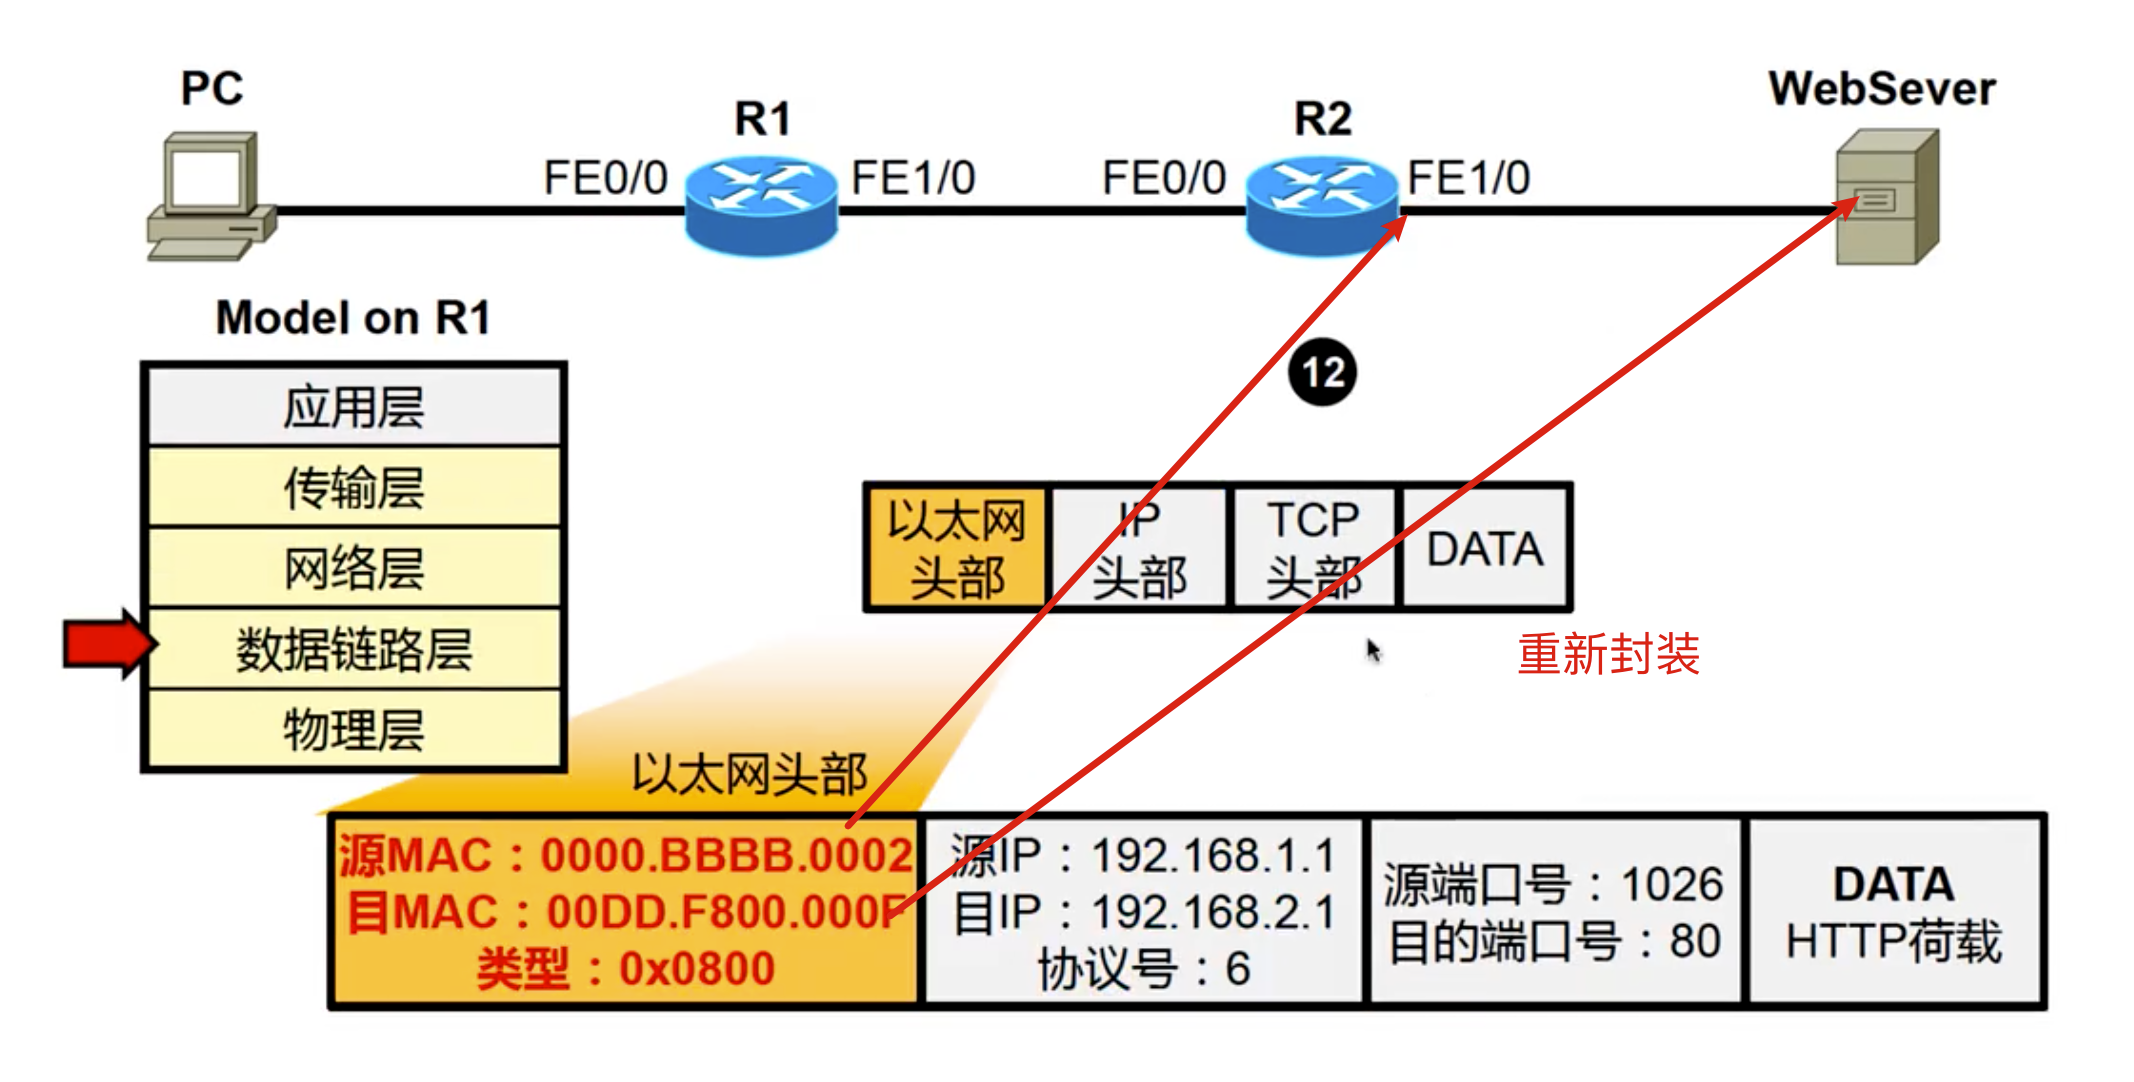 PC
R1
R2
WebSever
FE0/0
FE1/0
FE0/0
FE1/0
Model on R1
应用层
传输层
网络层
数据链路层
物理层
12
以太网
头部
IP
头部
TCP
头部
DATA
重新封装
以太网头部
源MAC：0000.BBBB.0002
目MAC：00DD.F800.000F
类型：0x0800
源IP：192.168.1.1
目IP：192.168.2.1
协议号：6
源端口号：1026
目的端口号：80
DATA
HTTP荷载